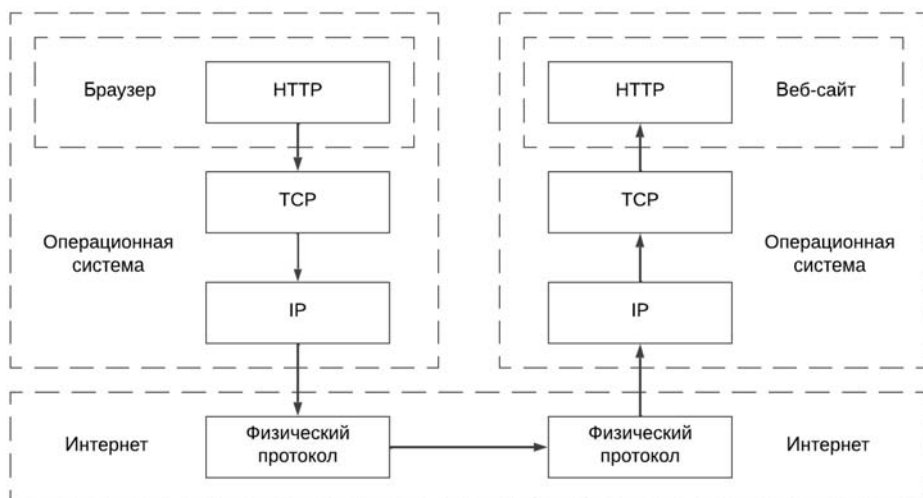 Браузер
HTTP
TCP
Операционная
система
IP
HTTP
Веб-сайт
TCP
Операционная
система
IP
Интернет
Физический
протокол
Физический
протокол
Интернет